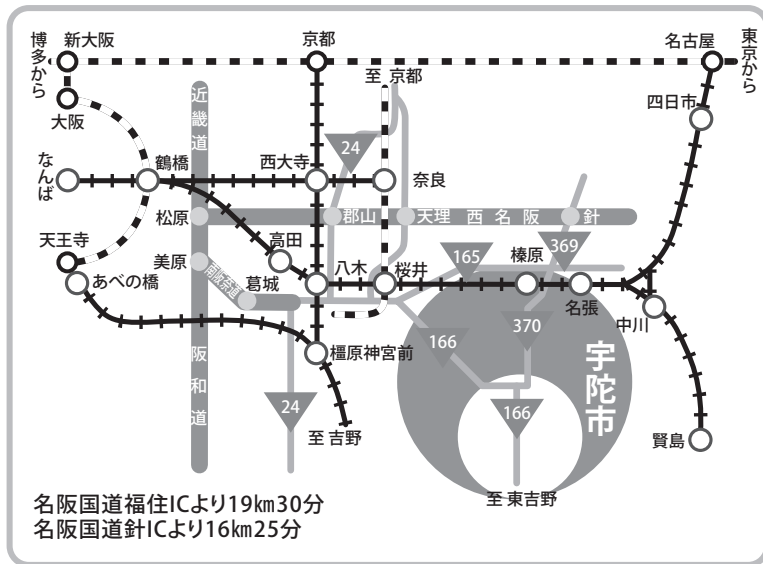 博多から
新大阪
京都
名古屋
東京から
至 京都
大阪
近畿道
四日市
24
なんば
鶴橋
西大寺
奈良
松原
郡山
天理
西名阪
針
天王寺
美原
高田
八木
桜井
165
榛原
369
あべの橋
南阪奈道
葛城
名張
中川
166
370
宇陀市
橿原神宮前
阪和道
24
166
至 吉野
賢島
至 東吉野
名阪国道福住ICより19km30分
名阪国道針ICより16km25分